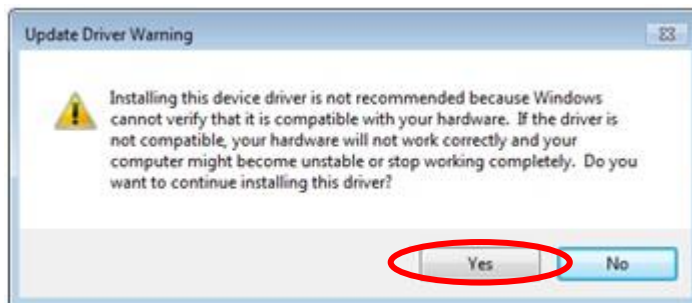 Update Driver Warning
Installing this device driver is not recommended because Windows
cannot verify that it is compatible with your hardware.  If the driver is
not compatible, your hardware will not work correctly and your
computer might become unstable or stop working completely.  Do you
want to continue installing this driver?
Yes
No